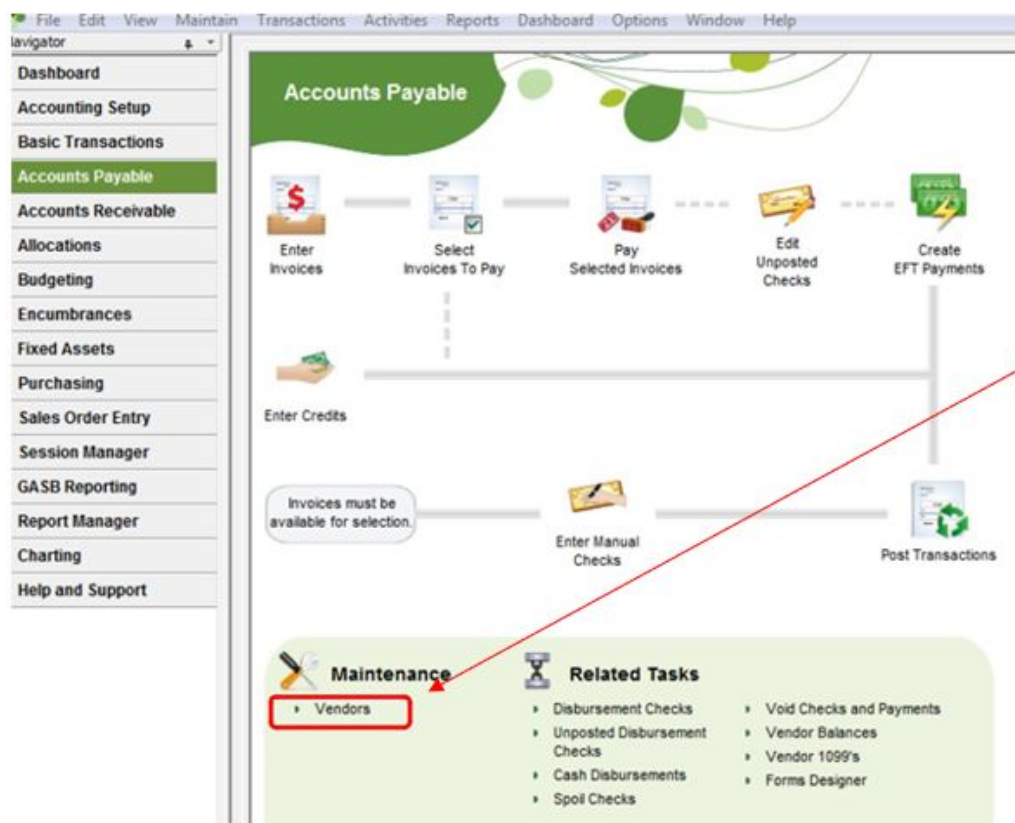 File Edit View Maintain Transactions Activities Reports Dashboard Options Window Help
avigator
Dashboard
Accounting Setup
Basic Transactions
Accounts Payable
Accounts Receivable
Allocations
Budgeting
Encumbrances
Fixed Assets
Purchasing
Sales Order Entry
Session Manager
GASB Reporting
Report Manager
Charting
Help and Support
Accounts Payable
Enter
Invoices
Select
Invoices To Pay
Pay
Selected Invoices
Edit
Unposted
Checks
Create
EFT Payments
Enter Credits
Invoices must be
available for selection.
Enter Manual
Checks
Post Transactions
Maintenance
Vendors
Related Tasks
Disbursement Checks
Unposted Disbursement
Checks
Cash Disbursements
Spoil Checks
Void Checks and Payments
Vendor Balances
Vendor 1099's
Forms Designer